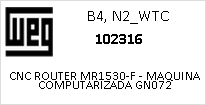 B4, N2_WTC
weg
102316
CNC ROUTER MR1530-F - MAQUINA
COMPUTARIZADA GN072